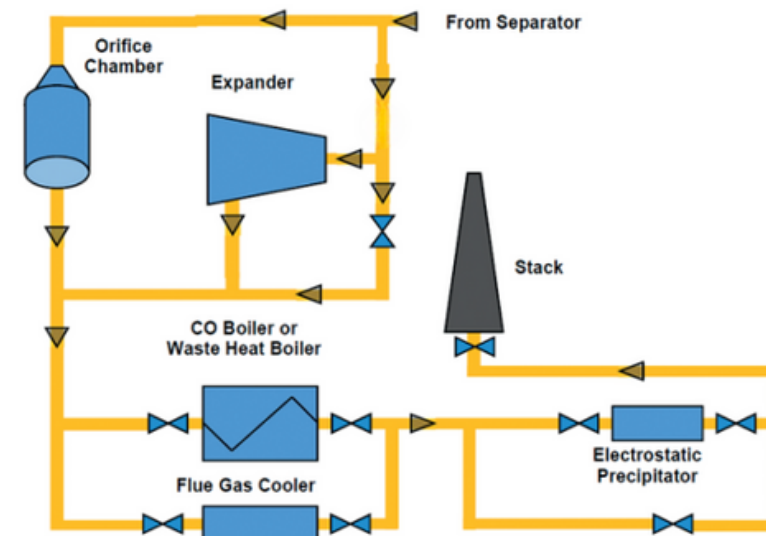 From Separator
Orifice
Chamber
Expander
Stack
CO Boiler or
Waste Heat Boiler
Electrostatic
Precipitator
Flue Gas Cooler